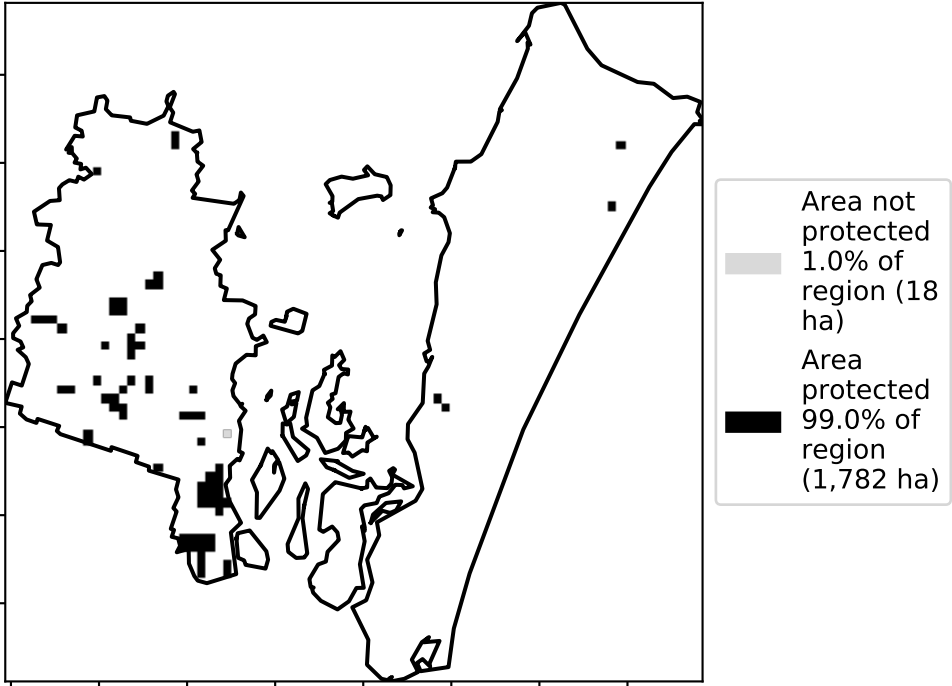 Area not
protected
1.0% of
region (18
ha)
Area
protected
99.0% of
region
(1,782 ha)